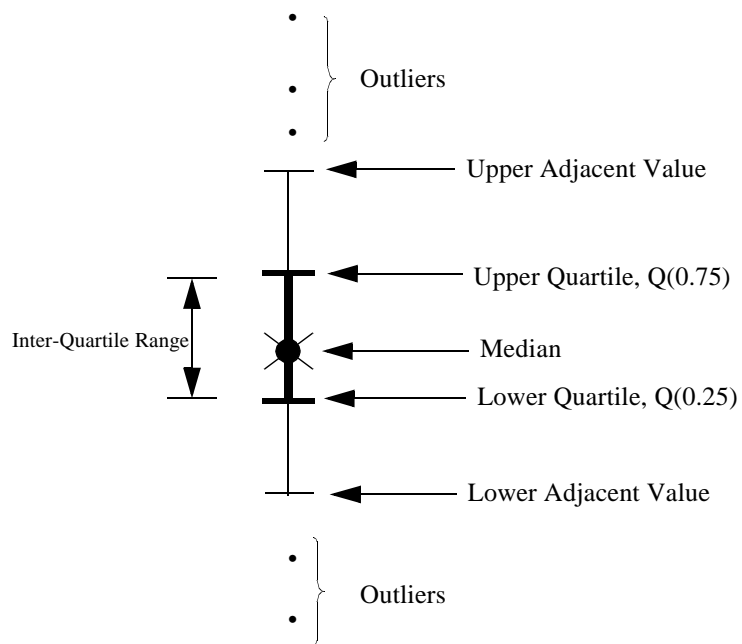 Outliers
Upper Adjacent Value
Upper Quartile, Q(0.75)
Inter-Quartile Range
Median
Lower Quartile, Q(0.25)
Lower Adjacent Value
Outliers